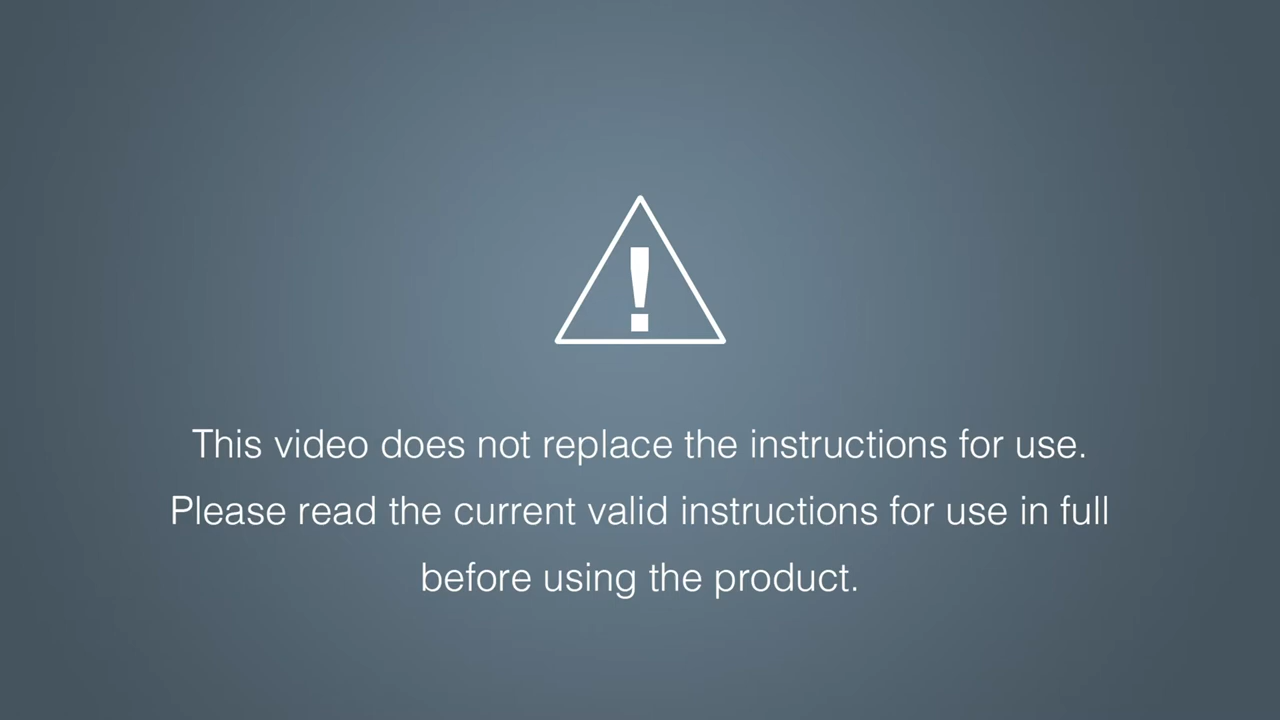 This video does not replace the instructions for use.
Please read the current valid instructions for use in full
before using the product.